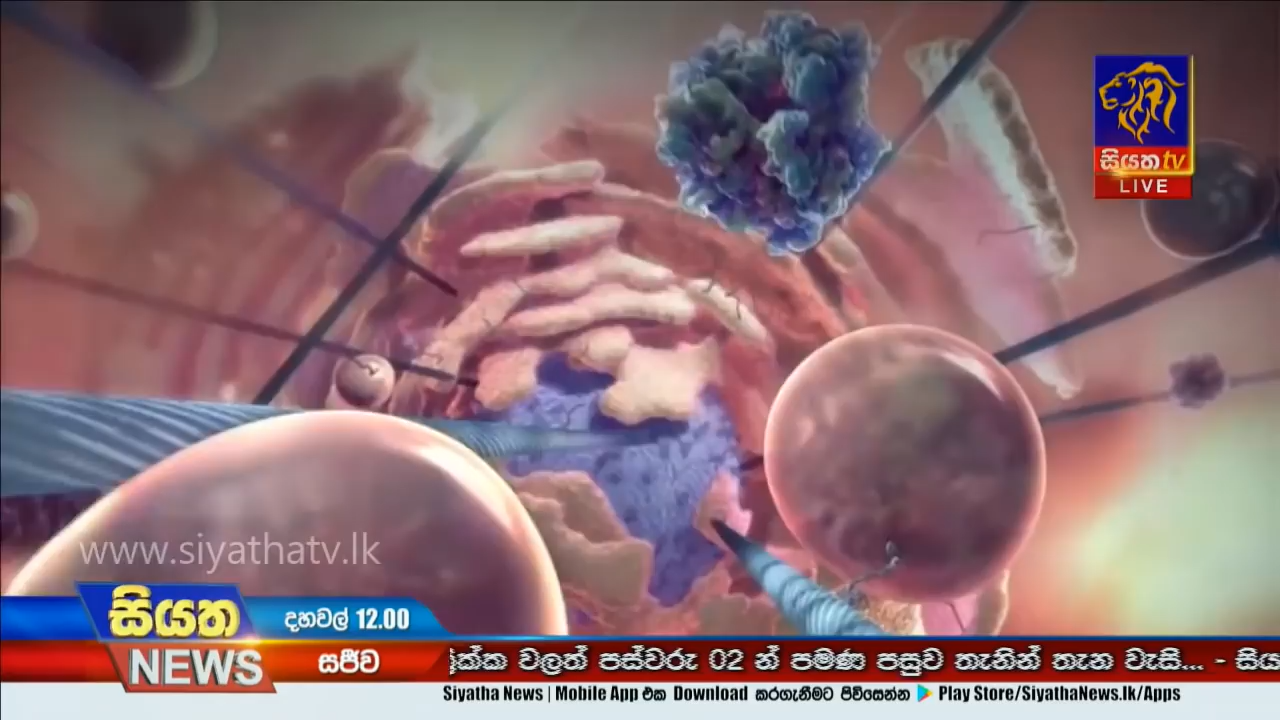 සියත tv
LIVE
www.siyathatv.lk
සියත
දහවල් 12.00
NEWS
සජීව
වලත් පස්වරු 02 න් පමණ පසුව තැනින් තැන වැසි... - සිය
Siyatha News | Mobile App එක Download කරගැනීමට පිවිසෙන්න Play Store/SiyathaNews.lk/Apps